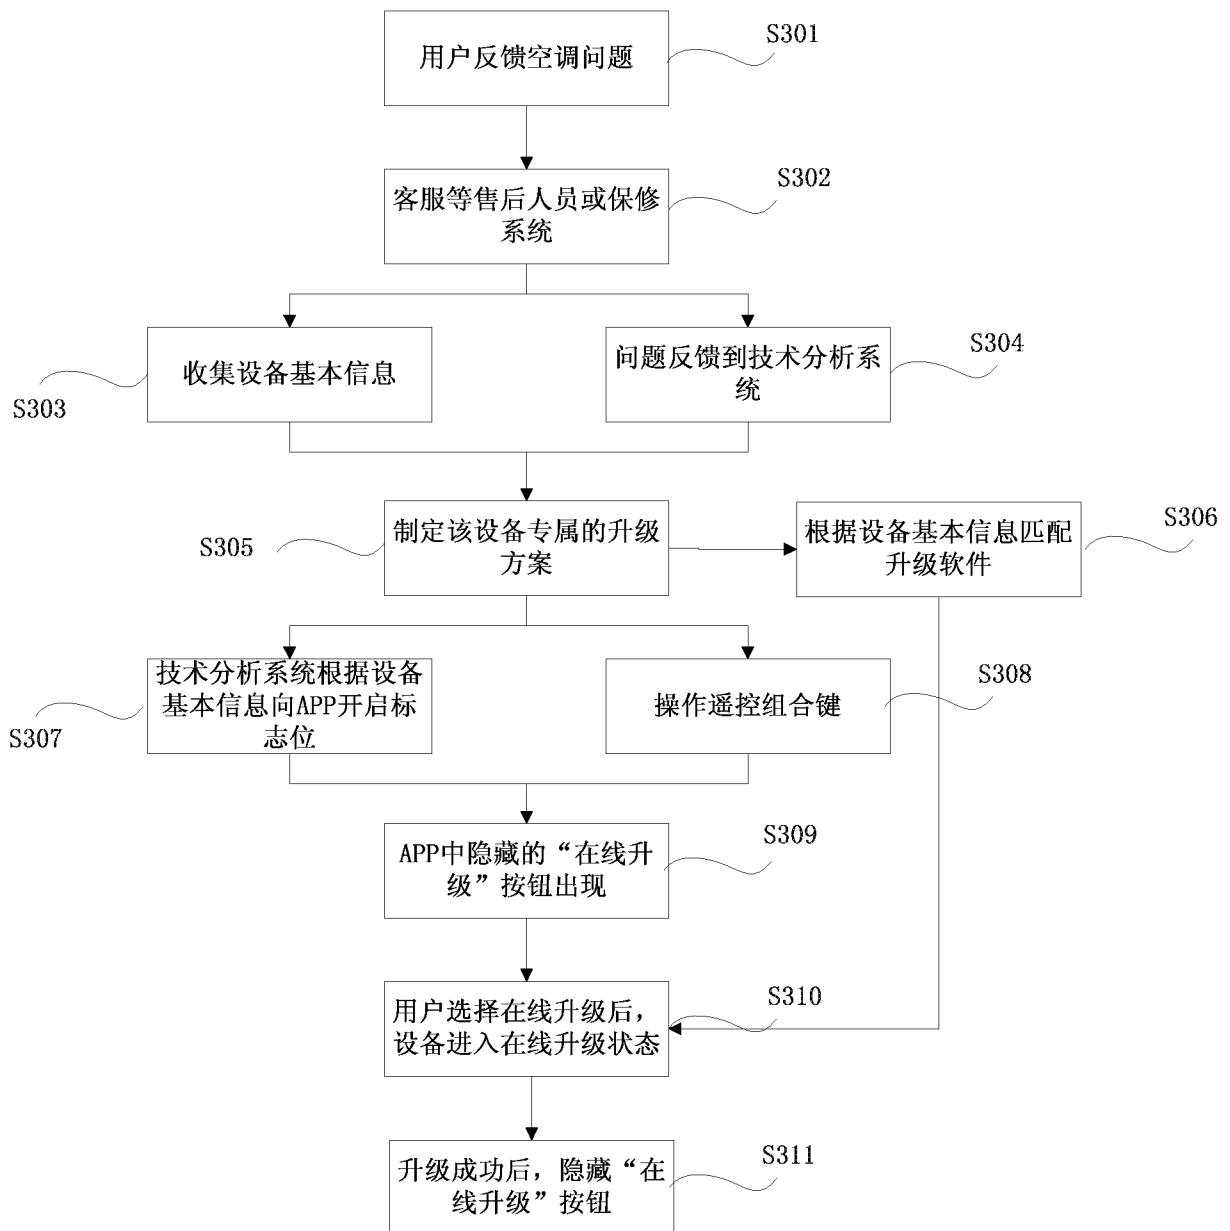 用户反馈空调问题
S301
客服等售后人员或保修
系统
S302
收集设备基本信息
S303
问题反馈到技术分析系
统
S304
制定该设备专属的升级
方案
S305
根据设备基本信息匹配
升级软件
S306
技术分析系统根据设备
基本信息向APP开启标
志位
S307
操作遥控组合键
S308
APP中隐藏的“在线升
级”按钮出现
S309
用户选择在线升级后,
设备进入在线升级状态
S310
升级成功后,隐藏“在
线升级”按钮
S311